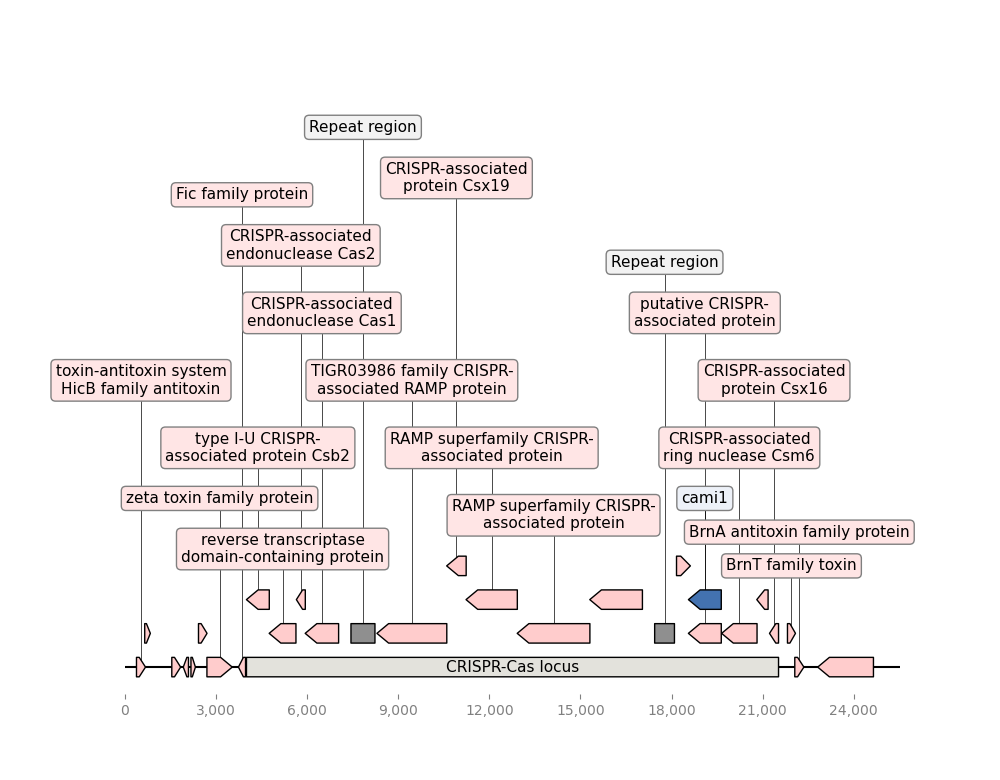 Repeat region
CRISPR-associated
protein Csx19
Fic family protein
CRISPR-associated
endonuclease Cas2
Repeat region
CRISPR-associated
endonuclease Cas1
putative CRISPR-
associated protein
toxin-antitoxin system
HicB family antitoxin
TIGR03986 family CRISPR-
associated RAMP protein
CRISPR-associated
protein Csx16
type I-U CRISPR-
associated protein Csb2
RAMP superfamily CRISPR-
associated protein
CRISPR-associated
ring nuclease Csm6
zeta toxin family protein
cami1
RAMP superfamily CRISPR-
associated protein
BrnA antitoxin family protein
reverse transcriptase
domain-containing protein
BrnT family toxin
CRISPR-Cas locus
0
3,000
6,000
9,000
12,000
15,000
18,000
21,000
24,000